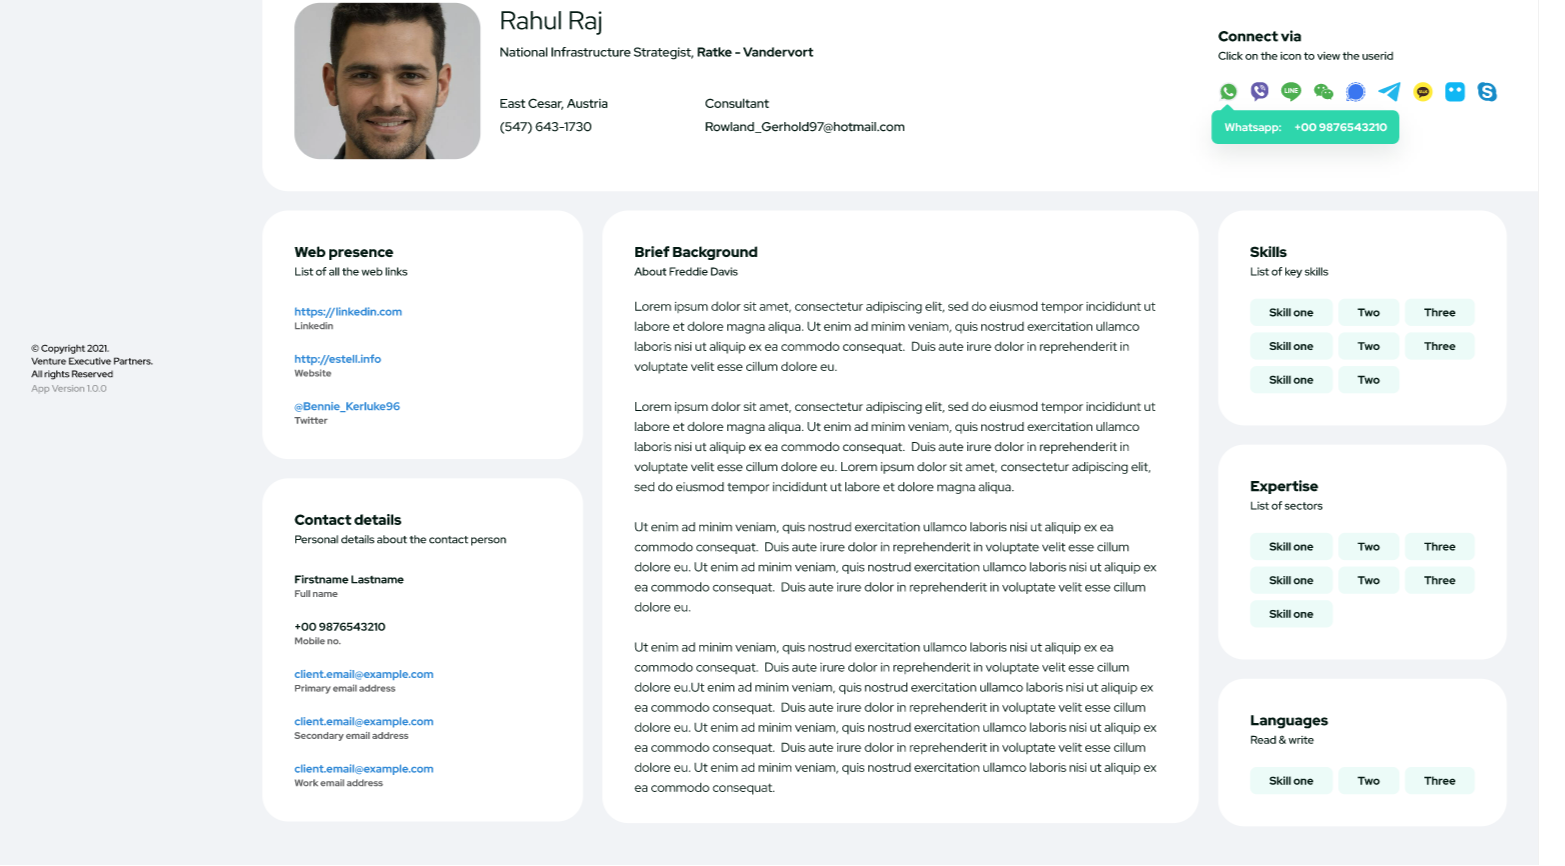 Rahul Raj
National Infrastructure Strategist, Ratke - Vandervort
East Cesar, Austria
Consultant
(547) 643-1730
Rowland_Gerhold97@hotmail.com
Connect via
Click on the icon to view the userid
LINE
TALK
S
Whatsapp: +00 9876543210
© Copyright 2021.
Venture Executive Partners.
All rights Reserved
App Version 1.0.0
Web presence
List of all the web links
https://linkedin.com
Linkedin
http://estell.info
Website
@Bennie_Kerluke96
Twitter
Contact details
Personal details about the contact person
Firstname Lastname
Full name
+00 9876543210
Mobile no.
client.email@example.com
Primary email address
client.email@example.com
Secondary email address
client.email@example.com
Work email address
Brief Background
About Freddie Davis
Lorem ipsum dolor sit amet, consectetur adipiscing elit, sed do eiusmod tempor incididunt ut
labore et dolore magna aliqua. Ut enim ad minim veniam, quis nostrud exercitation ullamco
laboris nisi ut aliquip ex ea commodo consequat. Duis aute irure dolor in reprehenderit in
voluptate velit esse cillum dolore eu.
Lorem ipsum dolor sit amet, consectetur adipiscing elit, sed do eiusmod tempor incididunt ut
labore et dolore magna aliqua. Ut enim ad minim veniam, quis nostrud exercitation ullamco
laboris nisi ut aliquip ex ea commodo consequat. Duis aute irure dolor in reprehenderit in
voluptate velit esse cillum dolore eu. Lorem ipsum dolor sit amet, consectetur adipiscing elit,
sed do eiusmod tempor incididunt ut labore et dolore magna aliqua.
Ut enim ad minim veniam, quis nostrud exercitation ullamco laboris nisi ut aliquip ex ea
commodo consequat. Duis aute irure dolor in reprehenderit in voluptate velit esse cillum
dolore eu. Ut enim ad minim veniam, quis nostrud exercitation ullamco laboris nisi ut aliquip ex
ea commodo consequat. Duis aute irure dolor in reprehenderit in voluptate velit esse cillum
dolore eu.
Ut enim ad minim veniam, quis nostrud exercitation ullamco laboris nisi ut aliquip ex ea
commodo consequat. Duis aute irure dolor in reprehenderit in voluptate velit esse cillum
dolore eu.Ut enim ad minim veniam, quis nostrud exercitation ullamco laboris nisi ut aliquip ex
ea commodo consequat. Duis aute irure dolor in reprehenderit in voluptate velit esse cillum
dolore eu. Ut enim ad minim veniam, quis nostrud exercitation ullamco laboris nisi ut aliquip ex
ea commodo consequat. Duis aute irure dolor in reprehenderit in voluptate velit esse cillum
dolore eu. Ut enim ad minim veniam, quis nostrud exercitation ullamco laboris nisi ut aliquip ex
ea commodo consequat.
Skills
List of key skills
Skill one Two Three
Skill one Two Three
Skill one Two
Expertise
List of sectors
Skill one Two Three
Skill one Two Three
Skill one
Languages
Read & write
Skill one Two Three